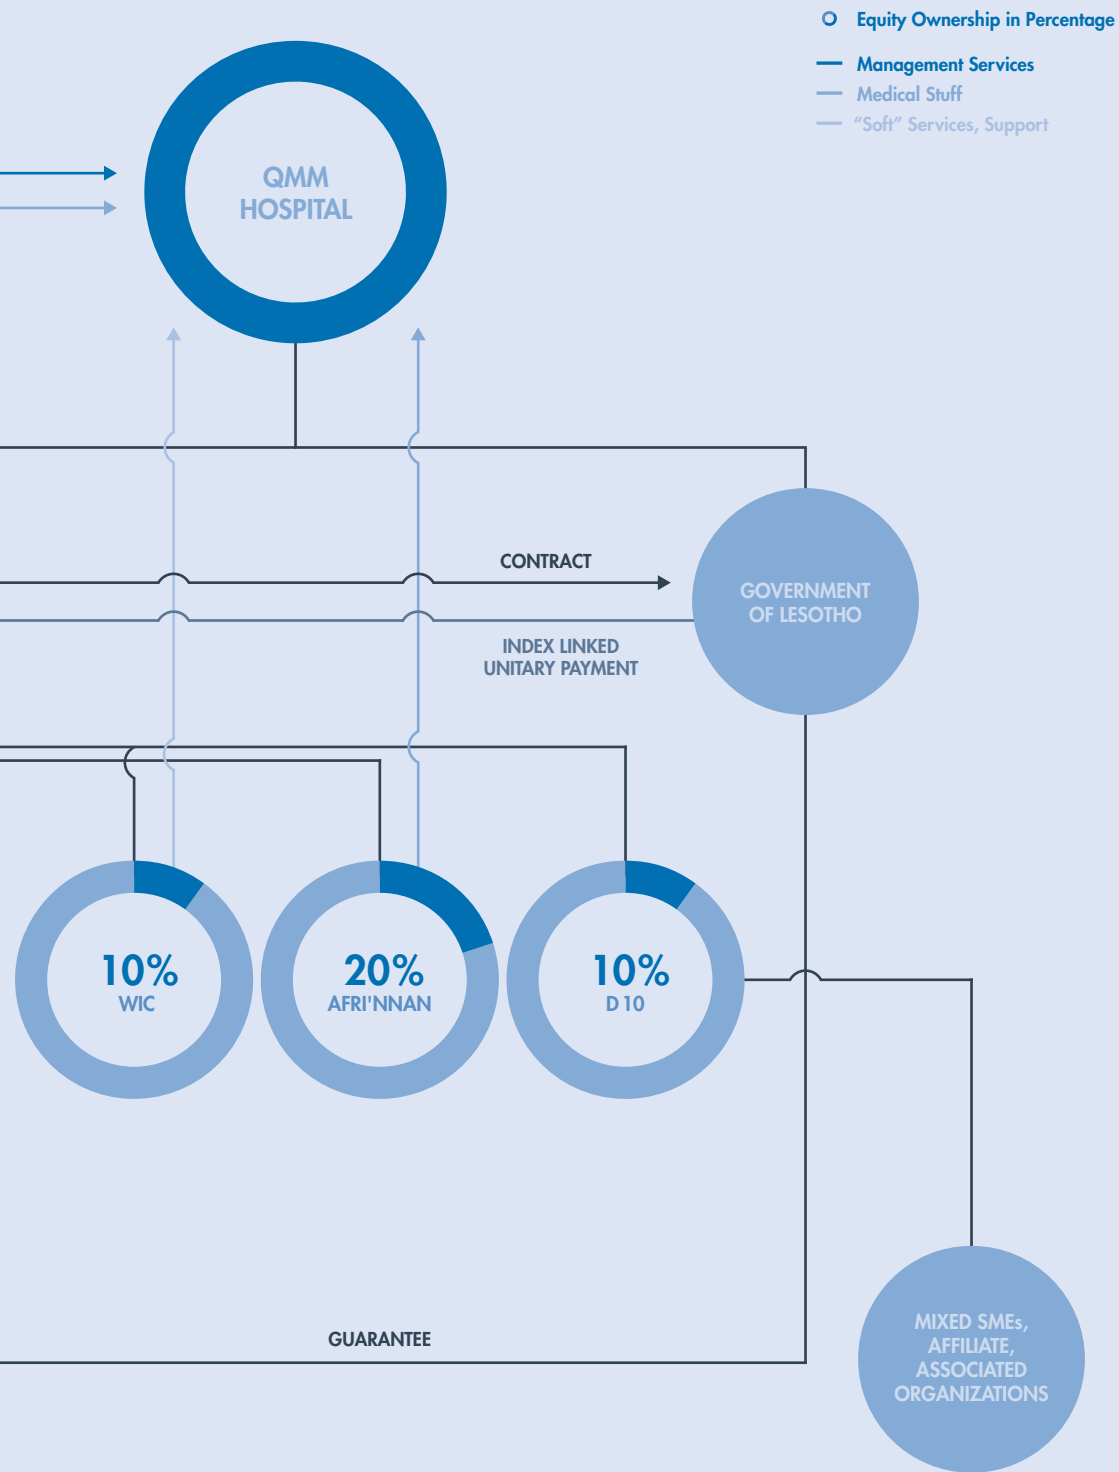 Equity Ownership in Percentage
Management Services
Medical Stuff
“Soft” Services, Support
QMM
HOSPITAL
CONTRACT
GOVERNMENT
OF LESOTHO
INDEX LINKED
UNITARY PAYMENT
10%
WIC
20%
AFRI'NNAN
10%
D 10
GUARANTEE
MIXED SMEs,
AFFILIATE,
ASSOCIATED
ORGANIZATIONS